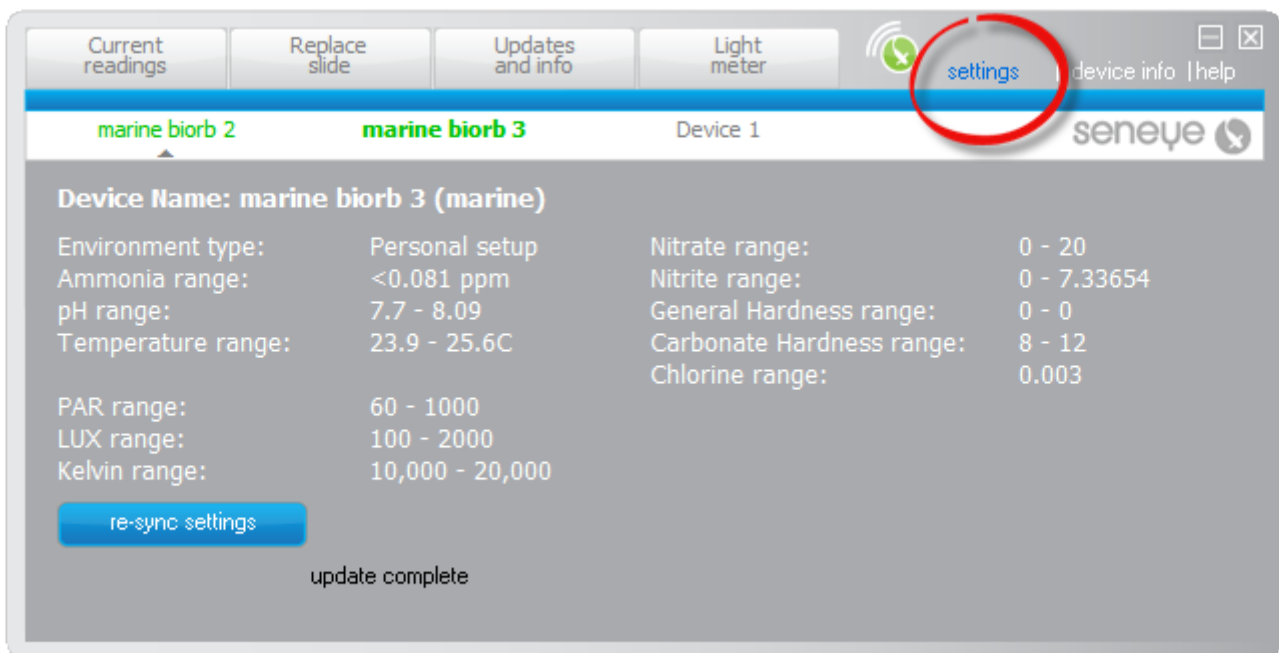 Current readings
Replace slide
Updates and info
Light meter
settings | device info | help
marine biorb 2 marine biorb 3 Device 1 seneye
Device Name: marine biorb 3 (marine)
Environment type: Personal setup Nitrate range: 0 - 20
Ammonia range: <0.081 ppm Nitrite range: 0 - 7.33654
pH range: 7.7 - 8.09 General Hardness range: 0 - 0
Temperature range: 23.9 - 25.6C Carbonate Hardness range: 8 - 12
Chlorine range: 0.003
PAR range: 60 - 1000
LUX range: 100 - 2000
Kelvin range: 10,000 - 20,000
re-sync settings
update complete